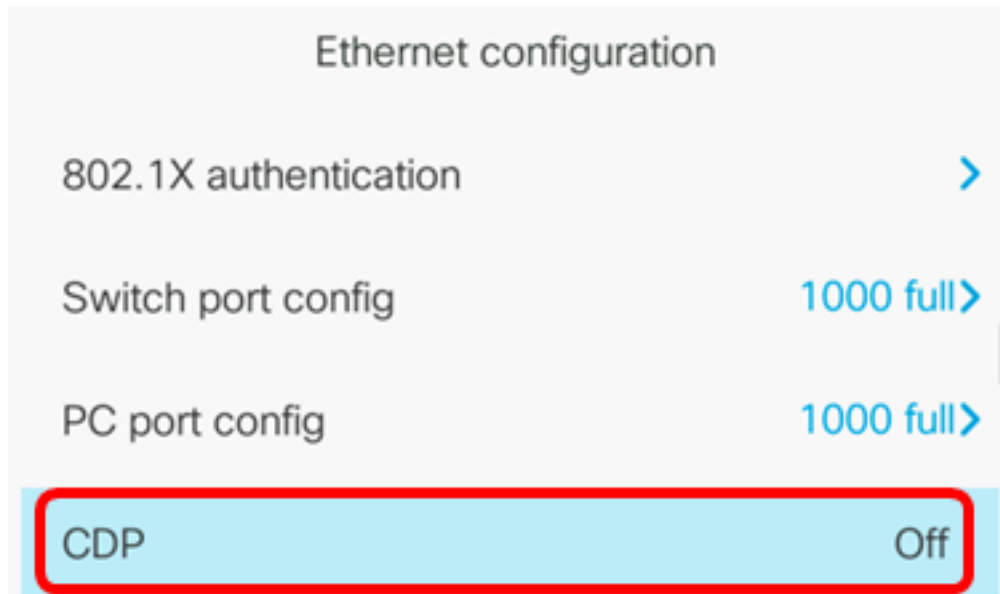 Ethernet configuration
802.1X authentication
Switch port config 1000 full
PC port config 1000 full
CDP Off